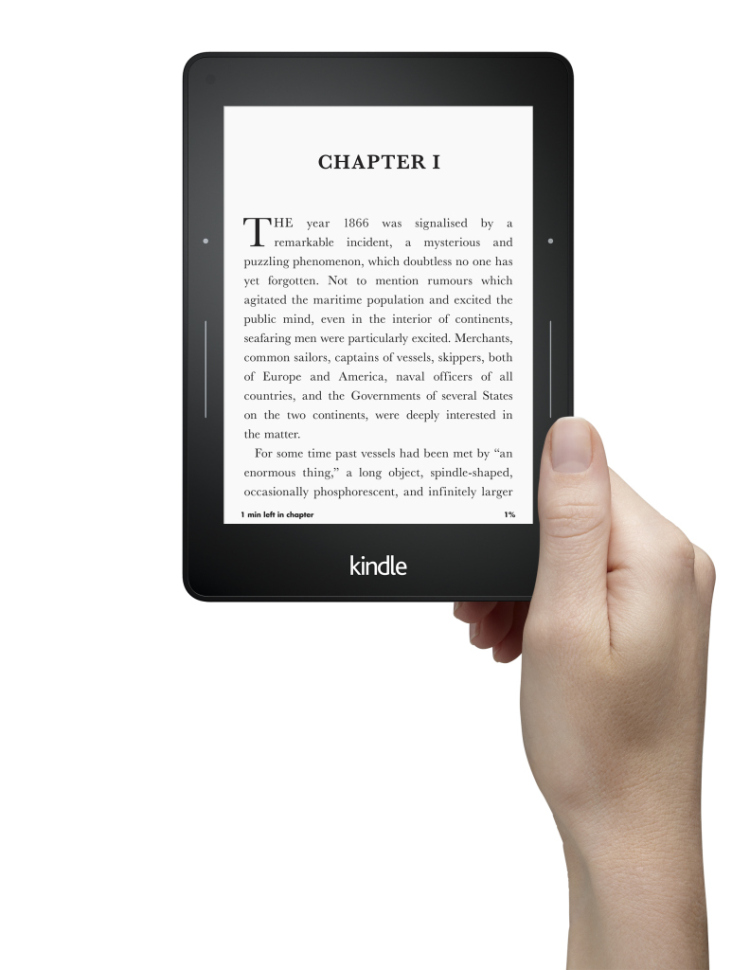 CHAPTER I
THE year 1866 was signalised by a
remarkable incident, a mysterious and
puzzling phenomenon, which doubtless no one has
yet forgotten. Not to mention rumours which
agitated the maritime population and excited the
public mind, even in the interior of continents,
seafaring men were particularly excited. Merchants,
common sailors, captains of vessels, skippers, both
of Europe and America, naval officers of all
countries, and the Governments of several States
on the two continents, were deeply interested in
the matter.
For some time past vessels had been met by “an
enormous thing,” a long object, spindle-shaped,
occasionally phosphorescent, and infinitely larger
1 min left in chapter 1%
kindle